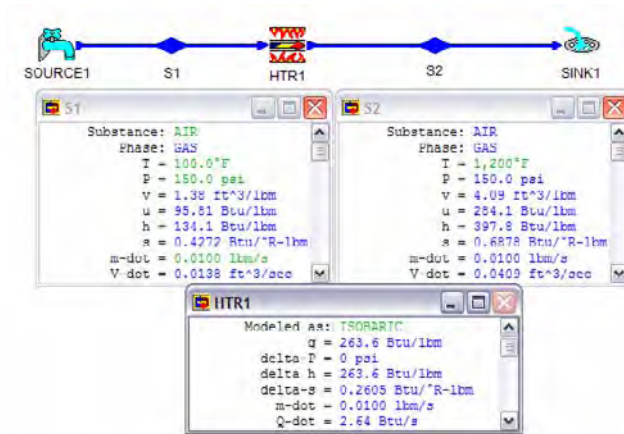 SOURCE1 S1 HTR1 S2 SINK1
S1
Substance: AIR
Phase: GAS
T = 100.0°F
P = 150.0 psi
v = 1.38 ft^3/lbm
u = 95.81 Btu/lbm
h = 134.1 Btu/lbm
s = 0.4272 Btu/°R-lbm
m-dot = 0.0100 lbm/s
V-dot = 0.0138 ft^3/sec
S2
Substance: AIR
Phase: GAS
T = 1,200°F
P = 150.0 psi
v = 4.09 ft^3/lbm
u = 284.1 Btu/lbm
h = 397.8 Btu/lbm
s = 0.6878 Btu/°R-lbm
m-dot = 0.0100 lbm/s
V-dot = 0.0409 ft^3/sec
HTR1
Modeled as: ISOBARIC
q = 263.6 Btu/lbm
delta-P = 0 psi
delta h = 263.6 Btu/lbm
delta-s = 0.2605 Btu/°R-lbm
m-dot = 0.0100 lbm/s
Q-dot = 2.64 Btu/s